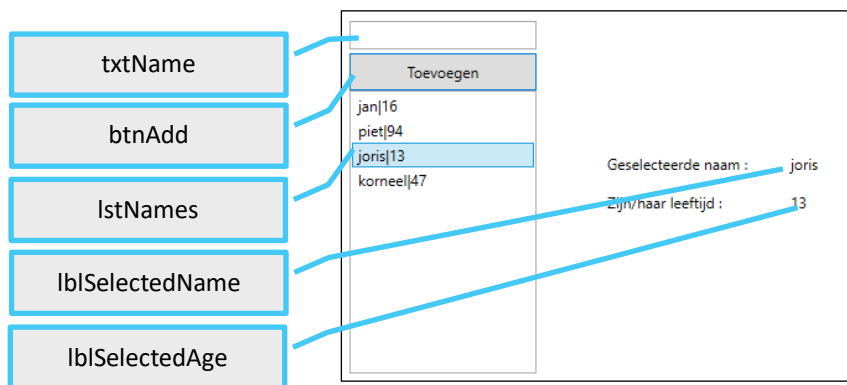 txtName
btnAdd
lstNames
lblSelectedName
lblSelectedAge
Toevoegen
jan|16
piet|94
joris|13
korneel|47
Geselecteerde naam : joris
Zijn/haar leeftijd : 13